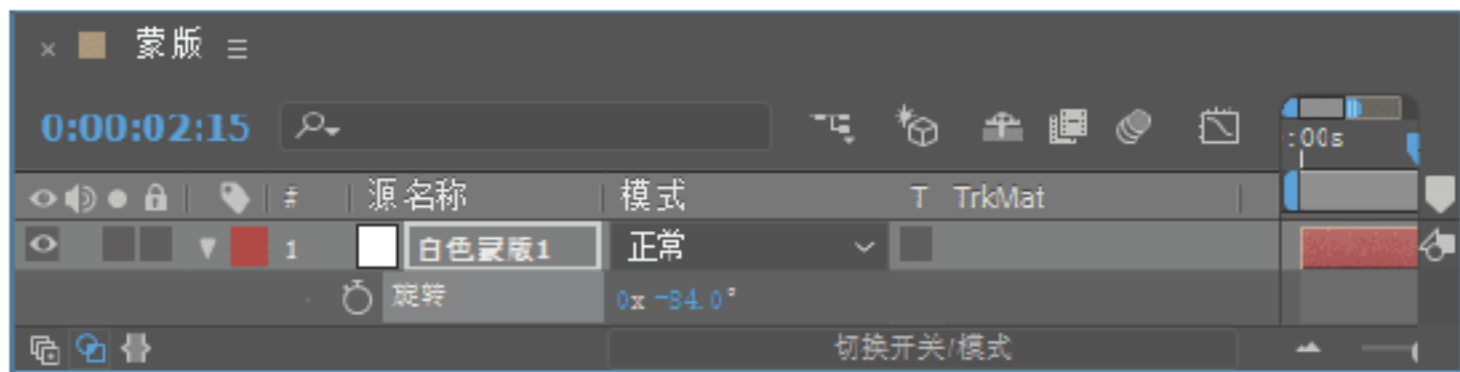 蒙版
0:00:02:15
:00s
# 源名称 模式 T TrkMat
1 白色蒙版1 正常
旋转 0x -84.0°
切换开关/模式